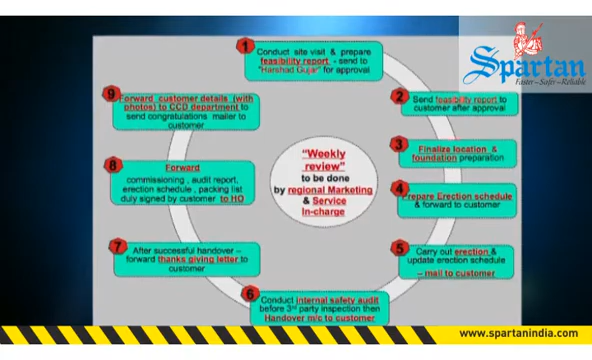 1
Conduct site visit & prepare
feasibility report - send to
"Harshad Gujar" for approval
Spartan
Faster - Safer - Reliable
2
Send feasibility report to
customer after approval
3
Finalize location &
foundation preparation
4
Prepare Erection schedule
& forward to customer
5
Carry out erection &
update erection schedule
– mail to customer
6
Conduct internal safety audit
before 3rd party inspection then
Handover m/c to customer
7
After successful handover –
forward thanks giving letter to
customer
8
Forward
commissioning , audit report,
erection schedule , packing list
duly signed by customer to HO
9
Forward customer details (with
photos) to CCD department to
send congratulations mailer to
customer
"Weekly
review"
to be done
by regional Marketing
& Service
In-charge
www.spartanindia.com